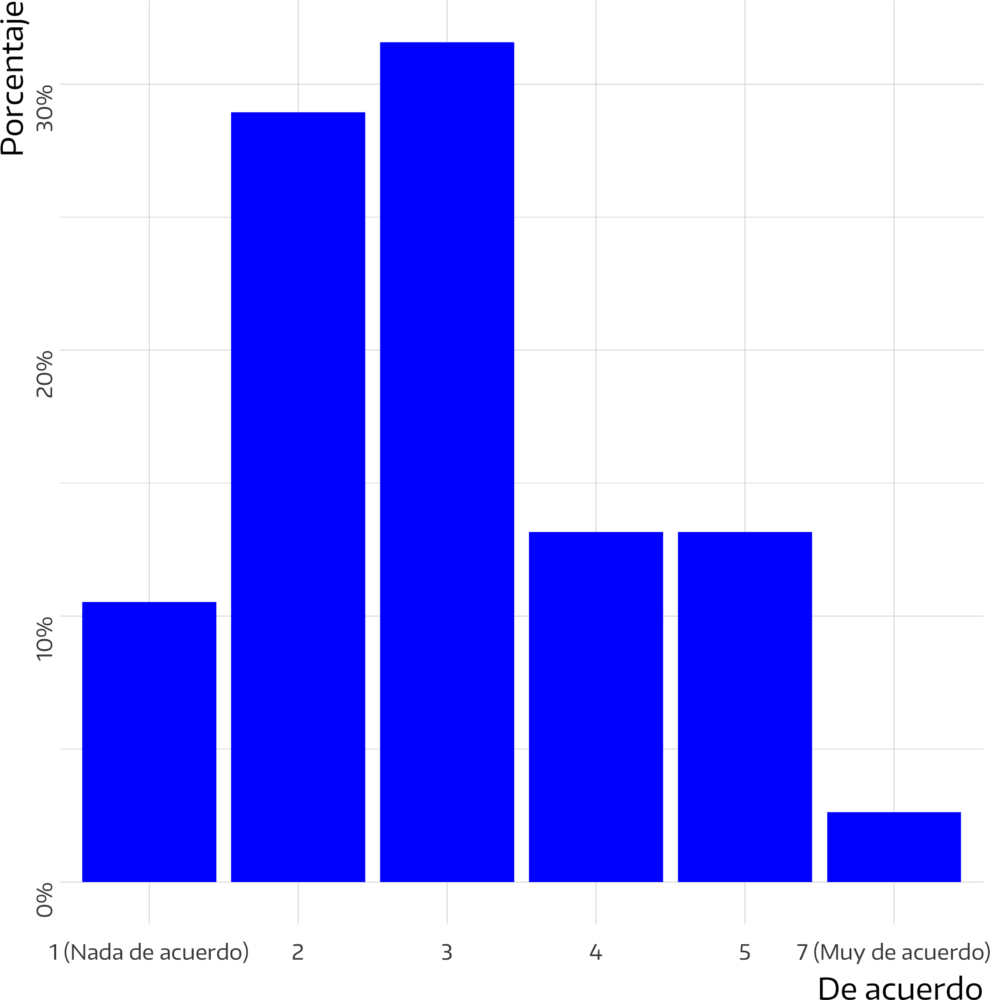 Porcentaje
30%
20%
10%
0%
1 (Nada de acuerdo) 2 3 4 5 7 (Muy de acuerdo)
De acuerdo